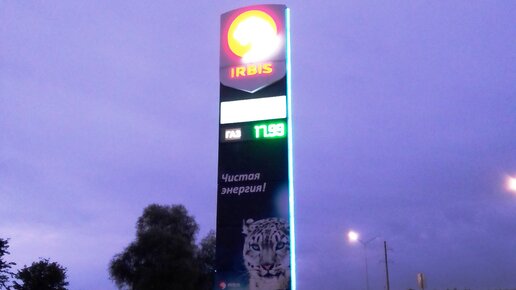 IRBIS
ГАЗ 17.99
Чистая
энергия!